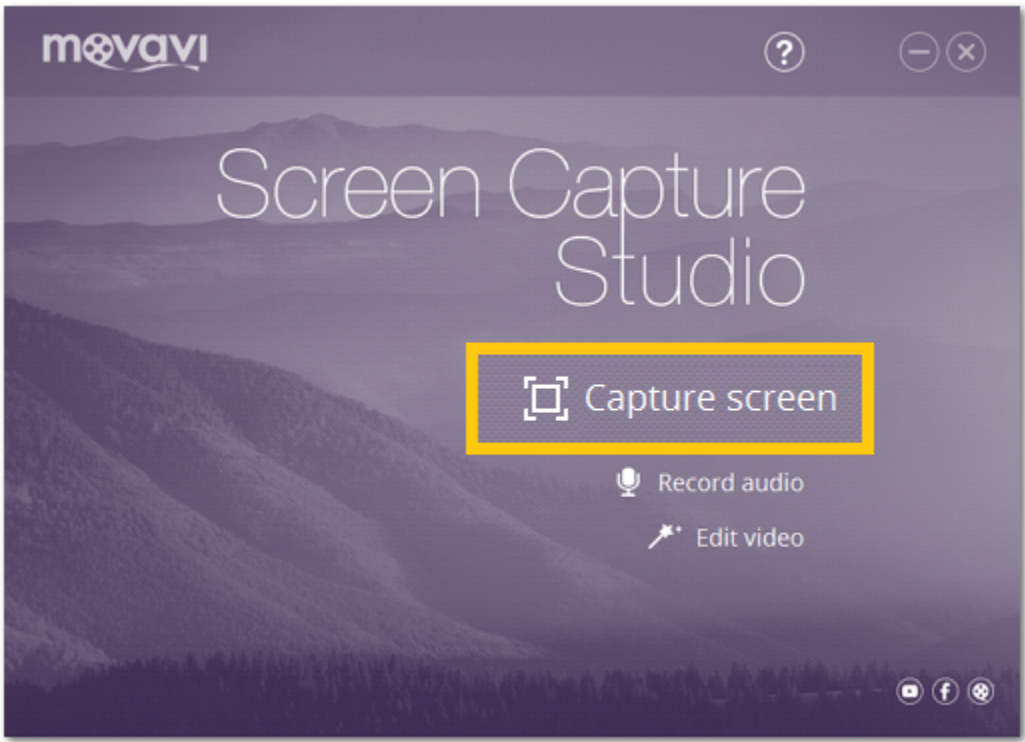 movavi
?
Screen Capture
Studio
Capture screen
Record audio
Edit video